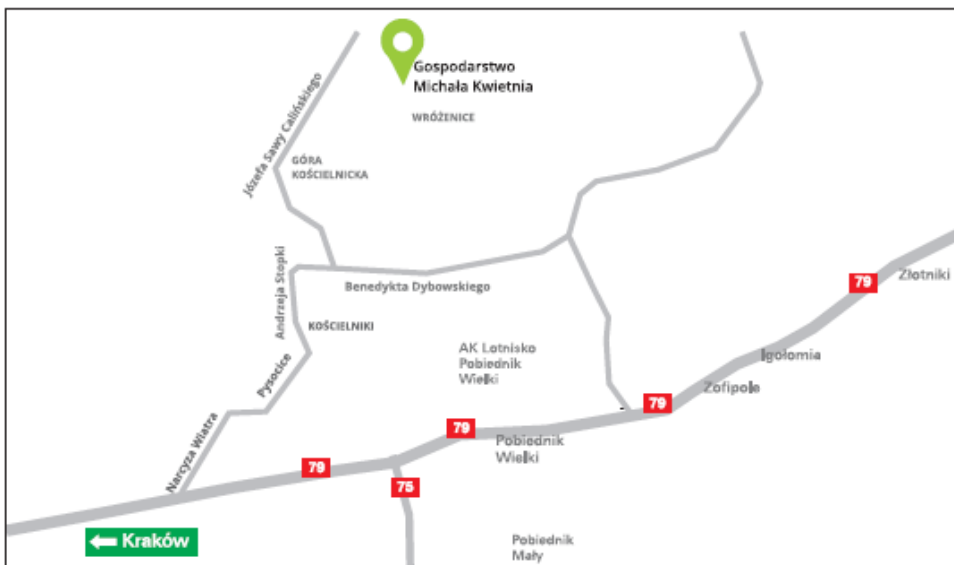 Gospodarstwo
Michała Kwietnia
WRÓŻENICE
Józefa Sawy Calińskiego
GÓRA
KOŚCIELNICKA
Andrzeja Stopki
Benedykta Dybowskiego
79
Złotniki
KOŚCIELNIKI
AK Lotnisko
Pobiednik
Wielki
Igołomia
Pysocice
Zofipole
79
79
Narcyza Wiatra
Pobiednik
Wielki
79
75
Kraków
Pobiednik
Mały